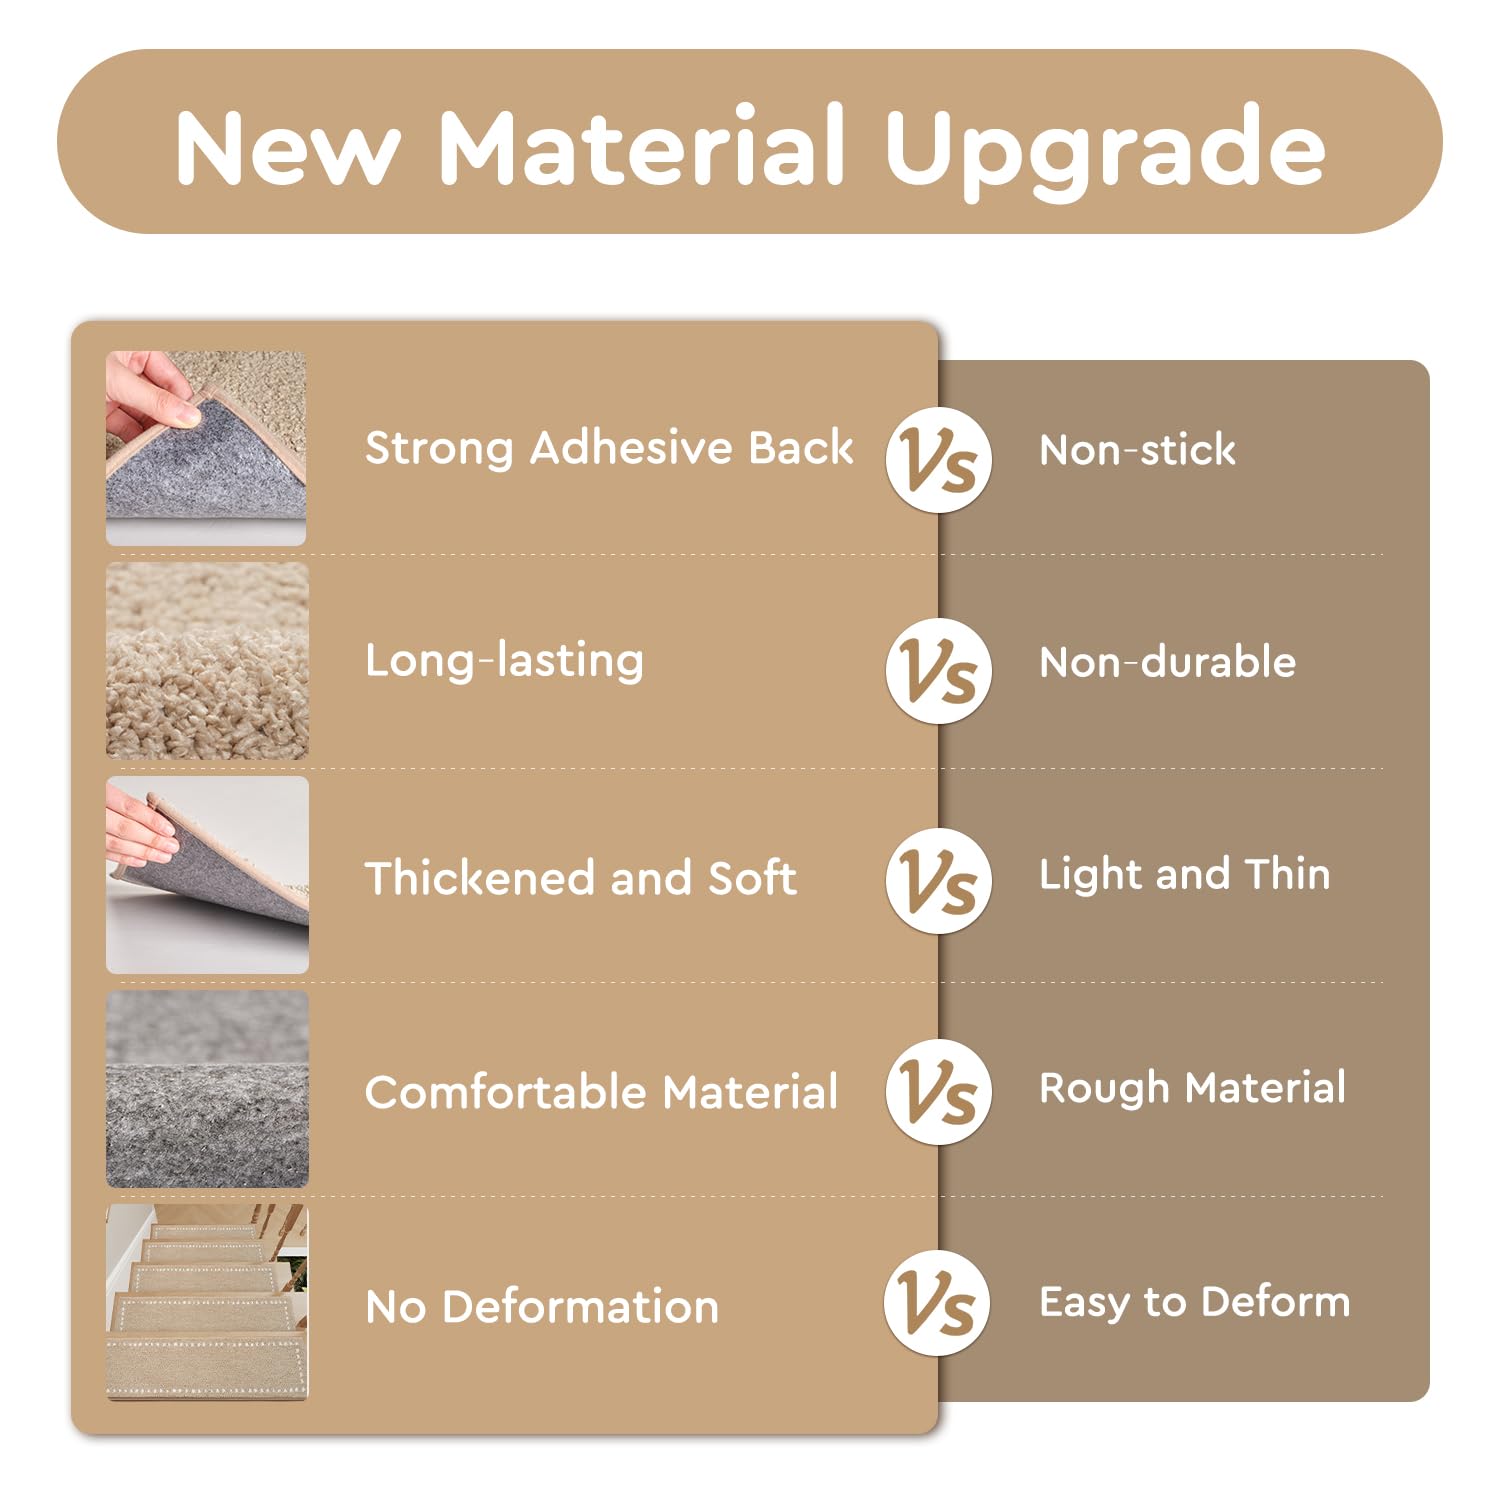 New Material Upgrade
Strong Adhesive Back Vs Non-stick
Long-lasting Vs Non-durable
Thickened and Soft Vs Light and Thin
Comfortable Material Vs Rough Material
No Deformation Vs Easy to Deform